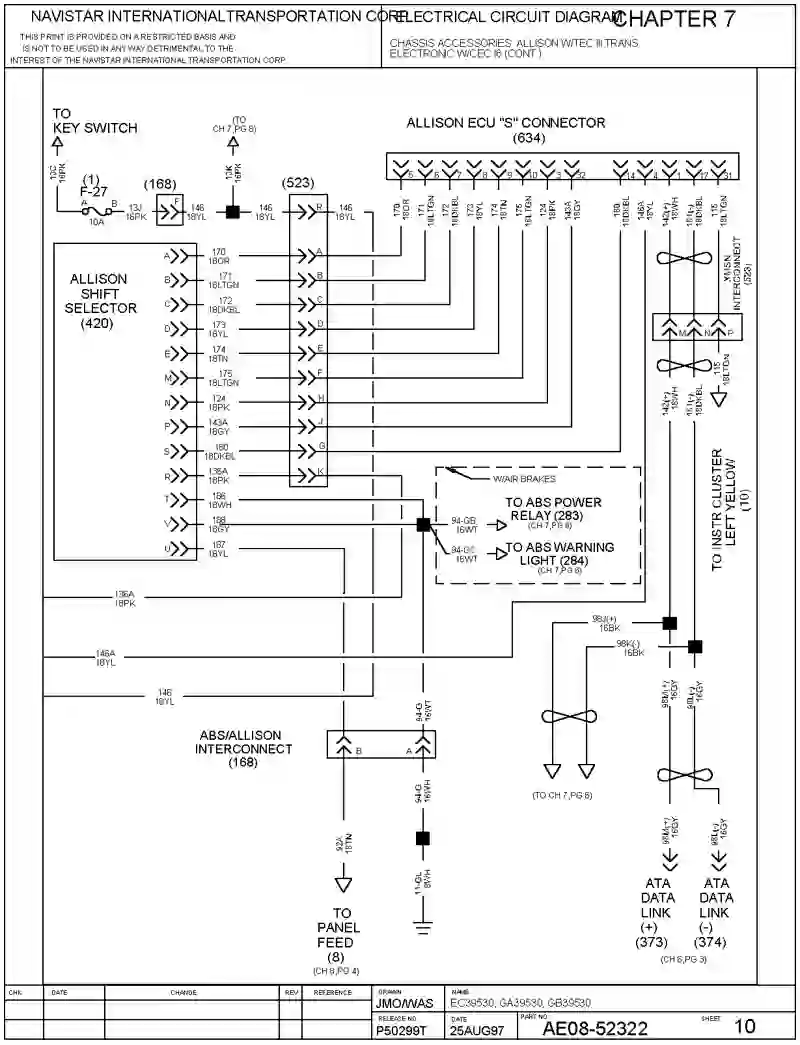 NAVISTAR INTERNATIONAL TRANSPORTATION CORP
THIS PRINT IS PROVIDED ON A RESTRICTED BASIS AND
IS NOT TO BE USED IN ANY WAY DETRIMENTAL TO THE
INTEREST OF THE NAVISTAR INTERNATIONAL TRANSPORTATION CORP
ELECTRICAL CIRCUIT DIAGRAM
CHAPTER 7
CHASSIS ACCESSORIES ALLISON W/TEC III TRANS
ELECTRONIC W/CEC I6 (CONT )
TO
KEY SWITCH
(TO
CH 7,PG 8)
ALLISON ECU "S" CONNECTOR
(634)
16PK
16PK
(1)
F-27
A B
10A
13J
16PK
(168)
F
146
18YL
146
18YL
(523)
R
146
18YL
5 6 7 8 9 10 3 32 14 4 1 17 31
170
18OR
171
18LTGN
172
18DKBL
173
18YL
174
18TN
175
18LTGN
124
18PK
143A
18GY
180
18DKBL
146A
18YL
142(+)
18WH
151(-)
18DKBL
115
18LTGN
XMSN
INTERCONNECT
(523)
M N P
142(+)
18WH
151(-)
18DKBL
115
18LTGN
ALLISON
SHIFT
SELECTOR
(420)
A 170 18OR A
B 171 18LTGN B
C 172 18DKBL C
D 173 18YL D
E 174 18TN E
M 175 18LTGN F
N 124 18PK H
P 143A 18GY J
S 180 18DKBL G
R 136A 18PK K
T 186 18WH
V 188 18GY
U 187 18YL
W/AIR BRAKES
94-GB
16WT
TO ABS POWER
RELAY (283)
(CH 7,PG 8)
94-GC
16WT
TO ABS WARNING
LIGHT (284)
(CH 7,PG 8)
TO INSTR CLUSTER
LEFT YELLOW
(10)
136A
18PK
146A
18YL
146
18YL
98J(+)
16BK
98K(-)
16BK
98M(+)
16GY
98L(-)
16GY
94-G
16WT
ABS/ALLISON
INTERCONNECT
(168)
B A
94-G
16WH
92A
18TN
11-GL
8WH
(TO CH 7,PG 8)
98M(+)
16GY
98L(-)
16GY
TO
PANEL
FEED
(8)
(CH 8,PG 4)
ATA
DATA
LINK
(+)
(373)
ATA
DATA
LINK
(-)
(374)
(CH 8,PG 3)
CHK DATE CHANGE REV REFERENCE
DRAWN
JMO/WAS
NAME
EC39530, GA39530, GB39530
RELEASE NO
P50299T
DATE
25AUG97
PART NO
AE08-52322
SHEET 10